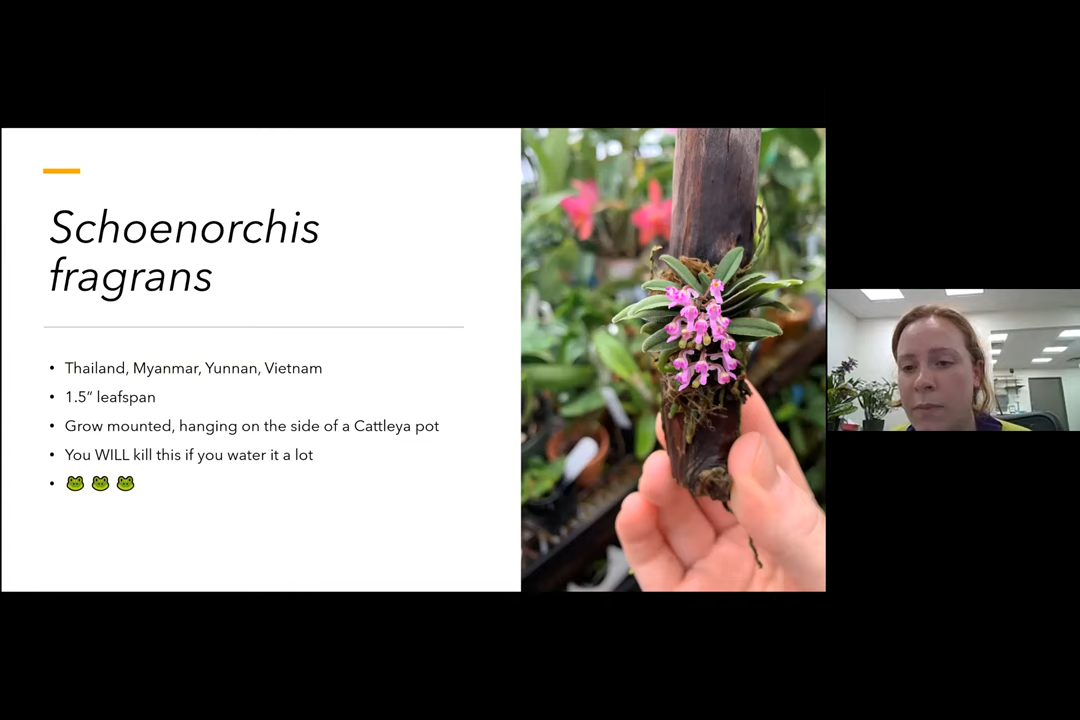 Schoenorchis
fragrans
• Thailand, Myanmar, Yunnan, Vietnam
• 1.5” leafspan
• Grow mounted, hanging on the side of a Cattleya pot
• You WILL kill this if you water it a lot
• 🐸 🐸 🐸